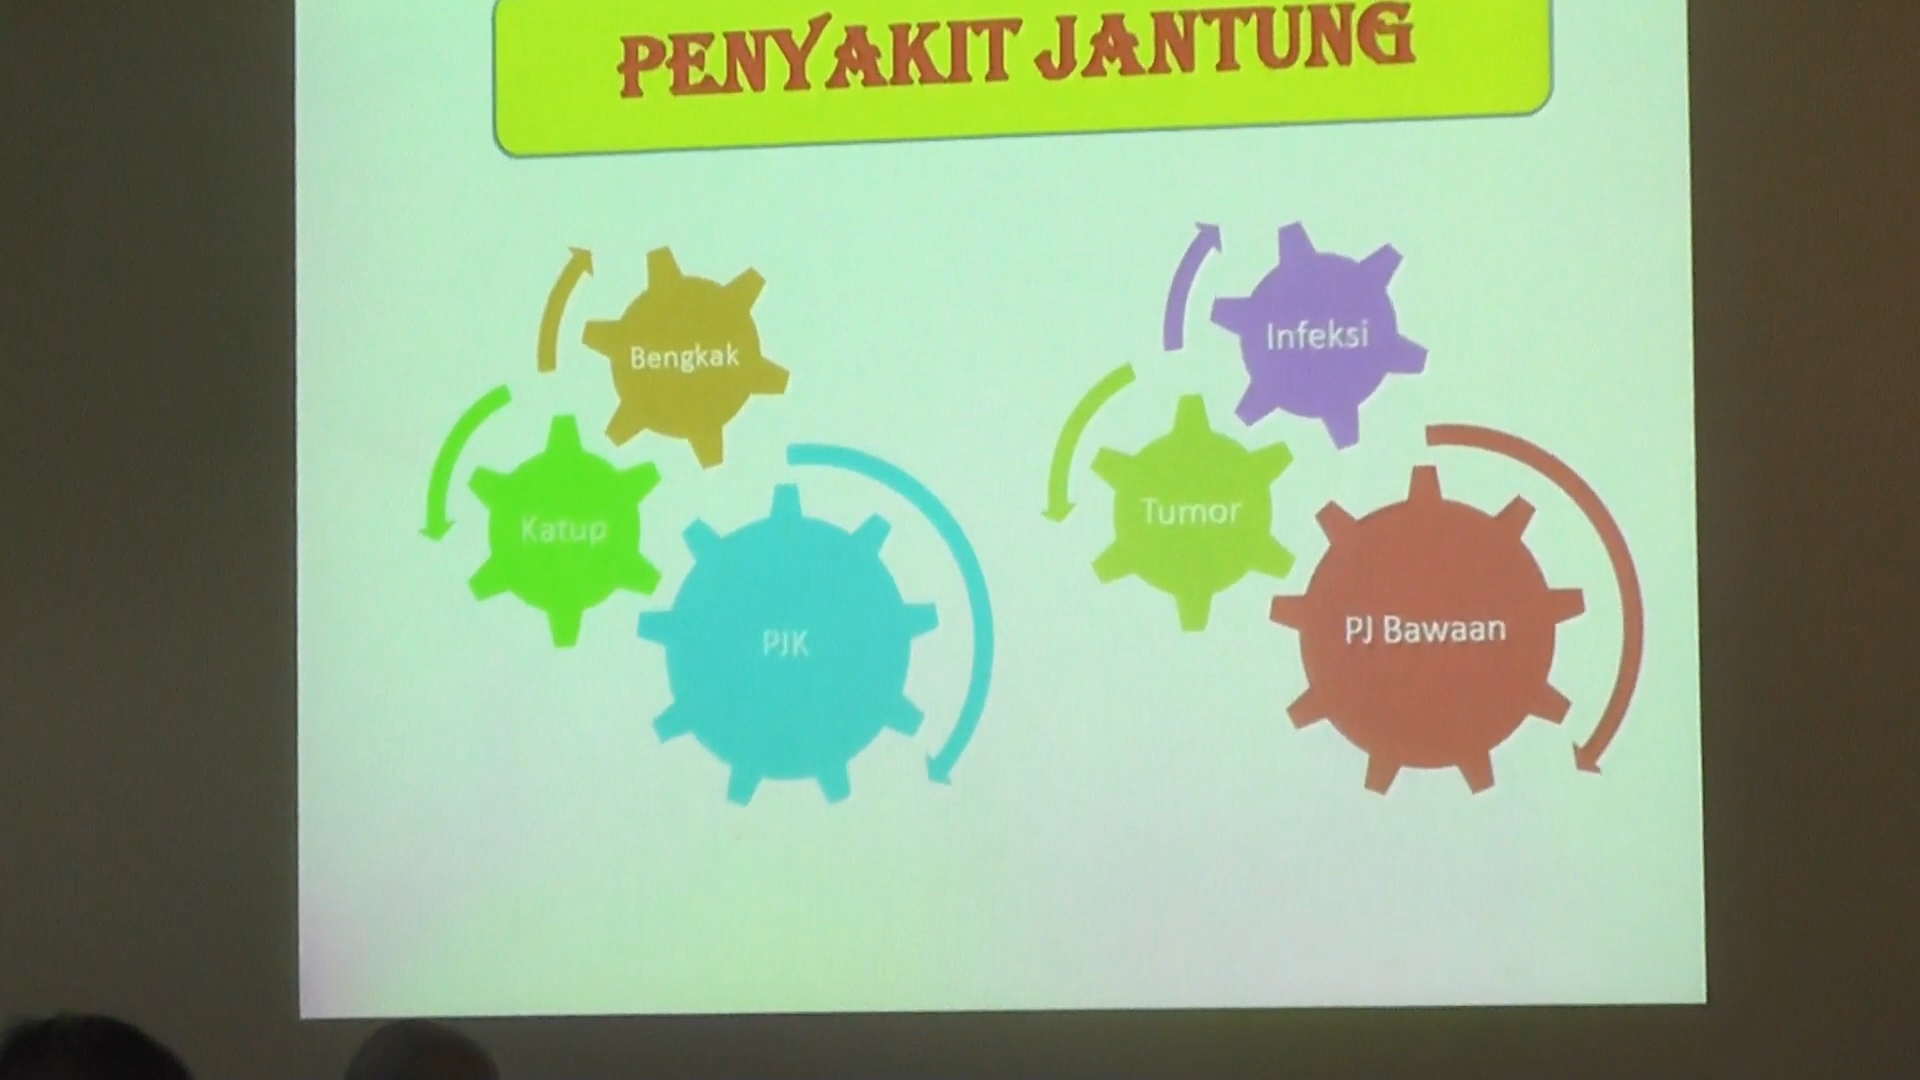 PENYAKIT JANTUNG
Bengkak
Katup
PJK
Infeksi
Tumor
PJ Bawaan